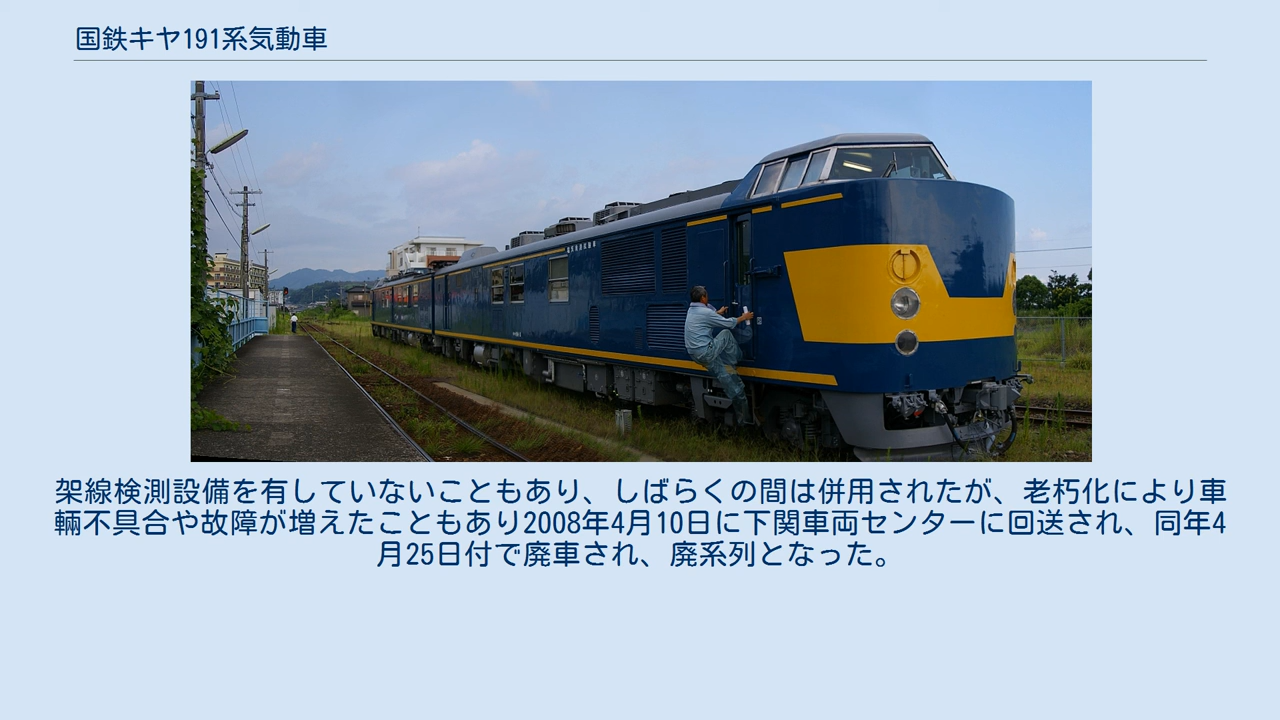 国鉄キヤ191系気動車
架線検測設備を有していないこともあり、しばらくの間は併用されたが、老朽化により車
輛不具合や故障が増えたこともあり2008年4月10日に下関車両センターに回送され、同年4
月25日付で廃車され、廃系列となった。